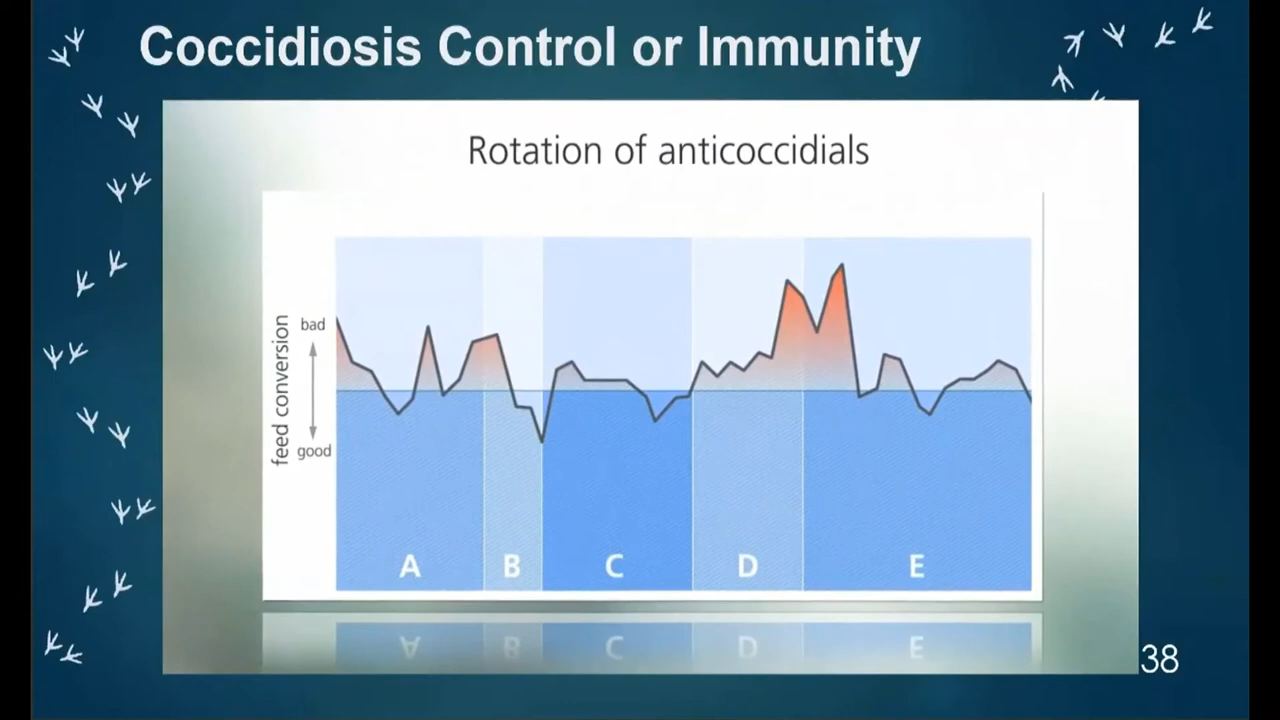 Coccidiosis Control or Immunity
Rotation of anticoccidials
feed conversion
bad
good
A B C D E
A B C D E
38